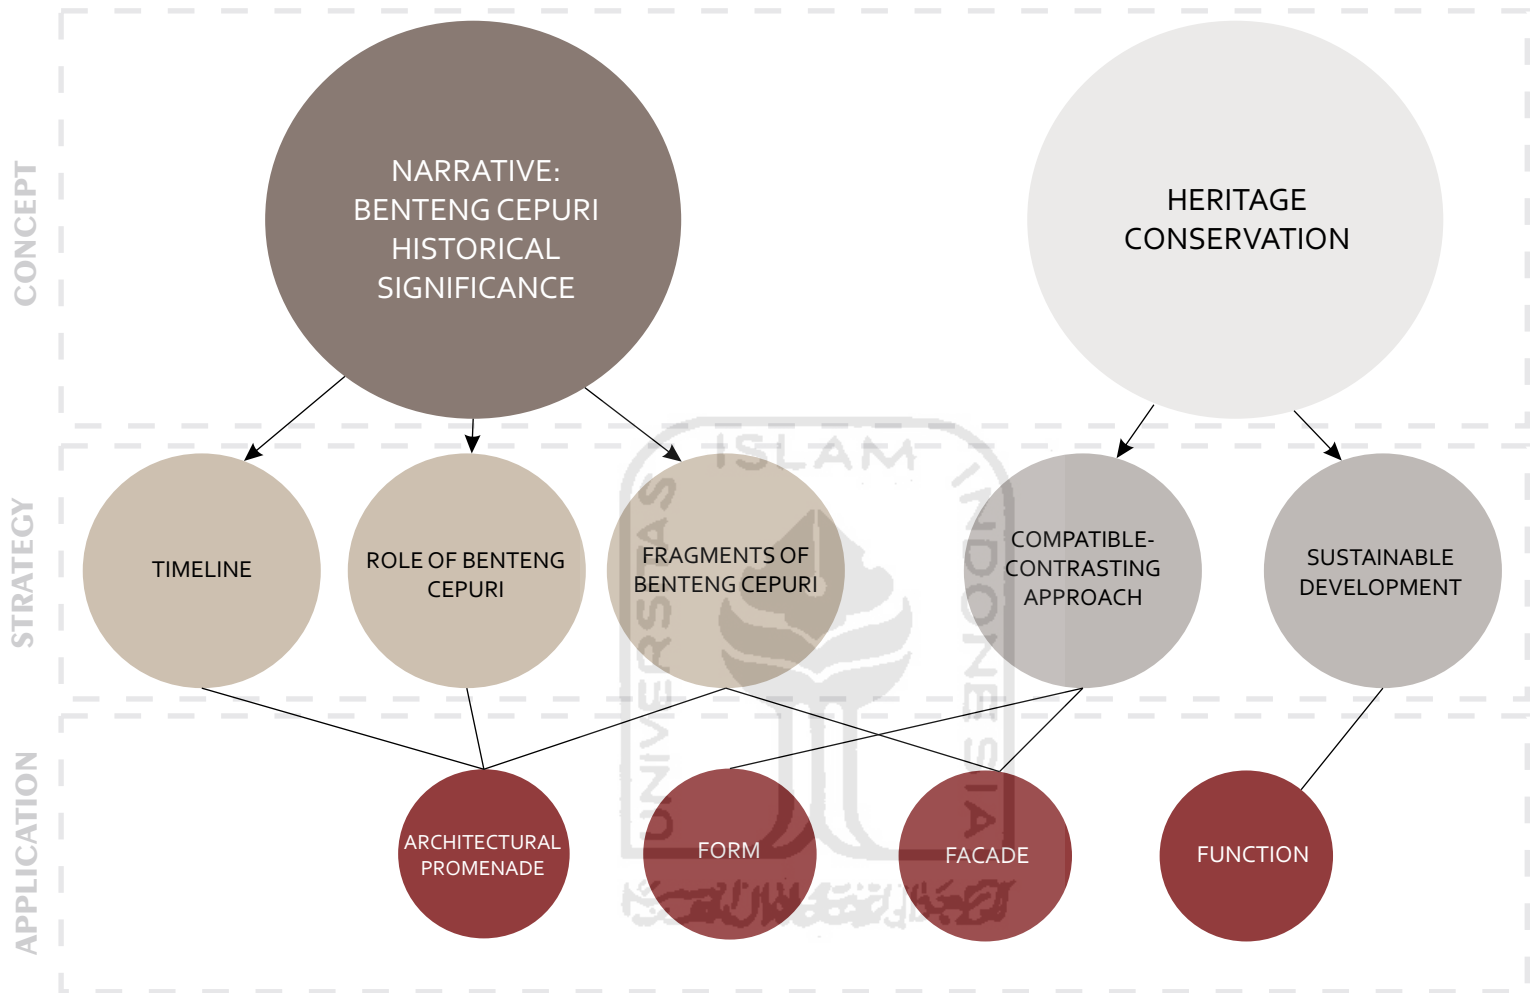 CONCEPT
NARRATIVE:
BENTENG CEPURI
HISTORICAL
SIGNIFICANCE
HERITAGE
CONSERVATION
STRATEGY
TIMELINE
ROLE OF BENTENG
CEPURI
FRAGMENTS OF
BENTENG CEPURI
COMPATIBLE-
CONTRASTING
APPROACH
SUSTAINABLE
DEVELOPMENT
APPLICATION
ARCHITECTURAL
PROMENADE
FORM
FACADE
FUNCTION
UNIVERSITAS
ISLAM
INDONESIA